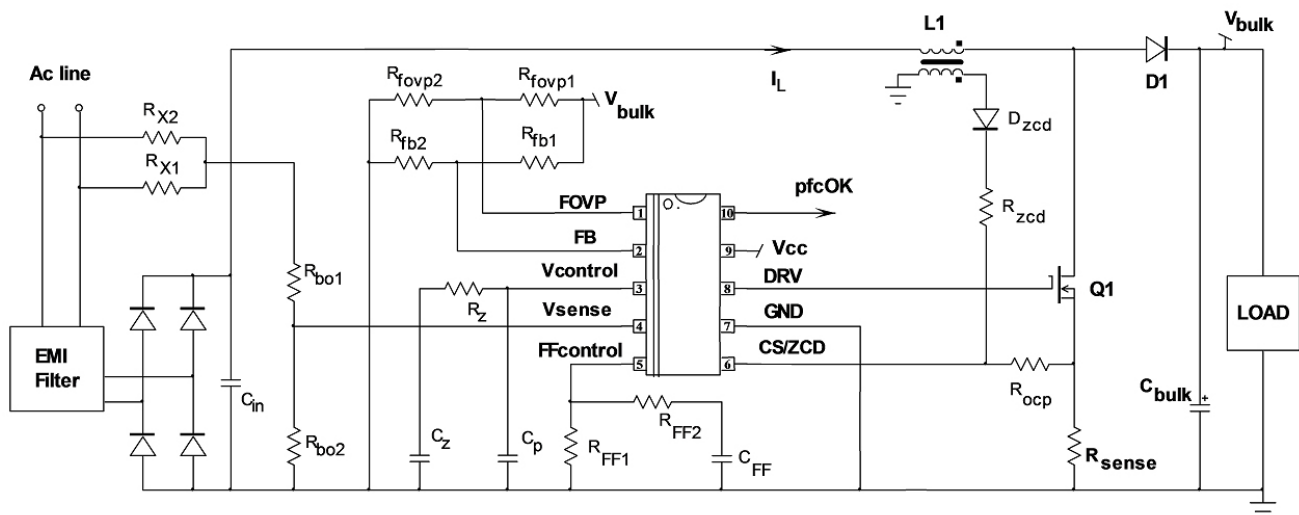 L1
V bulk
Ac line
I L
D1
R fovp2
R fovp1
V bulk
R X2
R fb2
R fb1
D zcd
R X1
pfcOK
R zcd
FOVP
1
10
FB
2
9
Vcc
Vcontrol
3
8
DRV
Q1
R bo1
R z
Vsense
4
7
GND
LOAD
EMI
Filter
FFcontrol
5
6
CS/ZCD
C in
R ocp
C bulk
+
R bo2
C z
C p
R FF1
R FF2
C FF
R sense